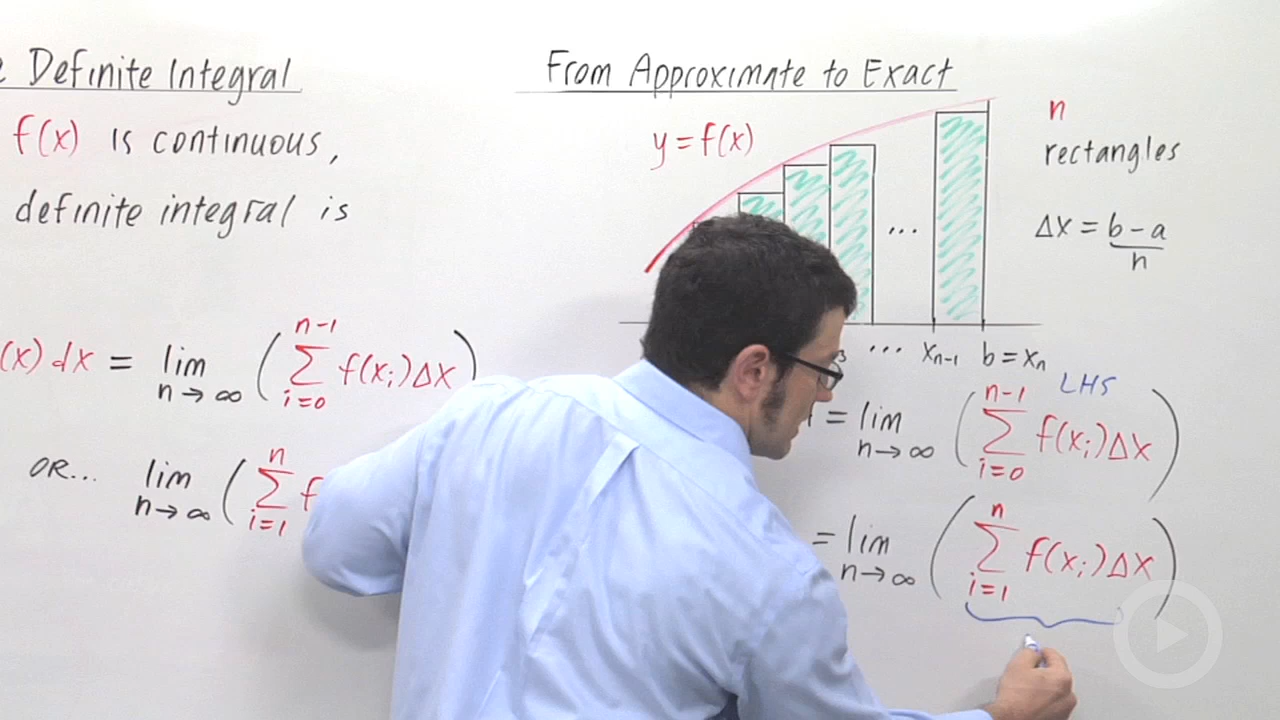 Definite Integral
f(x) is continuous,
definite integral is
(x) dx = lim n→∞ ( n-1 Σ i=0 f(xᵢ)Δx )
OR... lim n→∞ ( n Σ i=1 f
From Approximate to Exact
y = f(x)
n
rectangles
Δx = b-a
n
3 ... xₙ₋₁ b = xₙ
LHS
= lim n→∞ ( n-1 Σ i=0 f(xᵢ)Δx )
= lim n→∞ ( n Σ i=1 f(xᵢ)Δx )
...